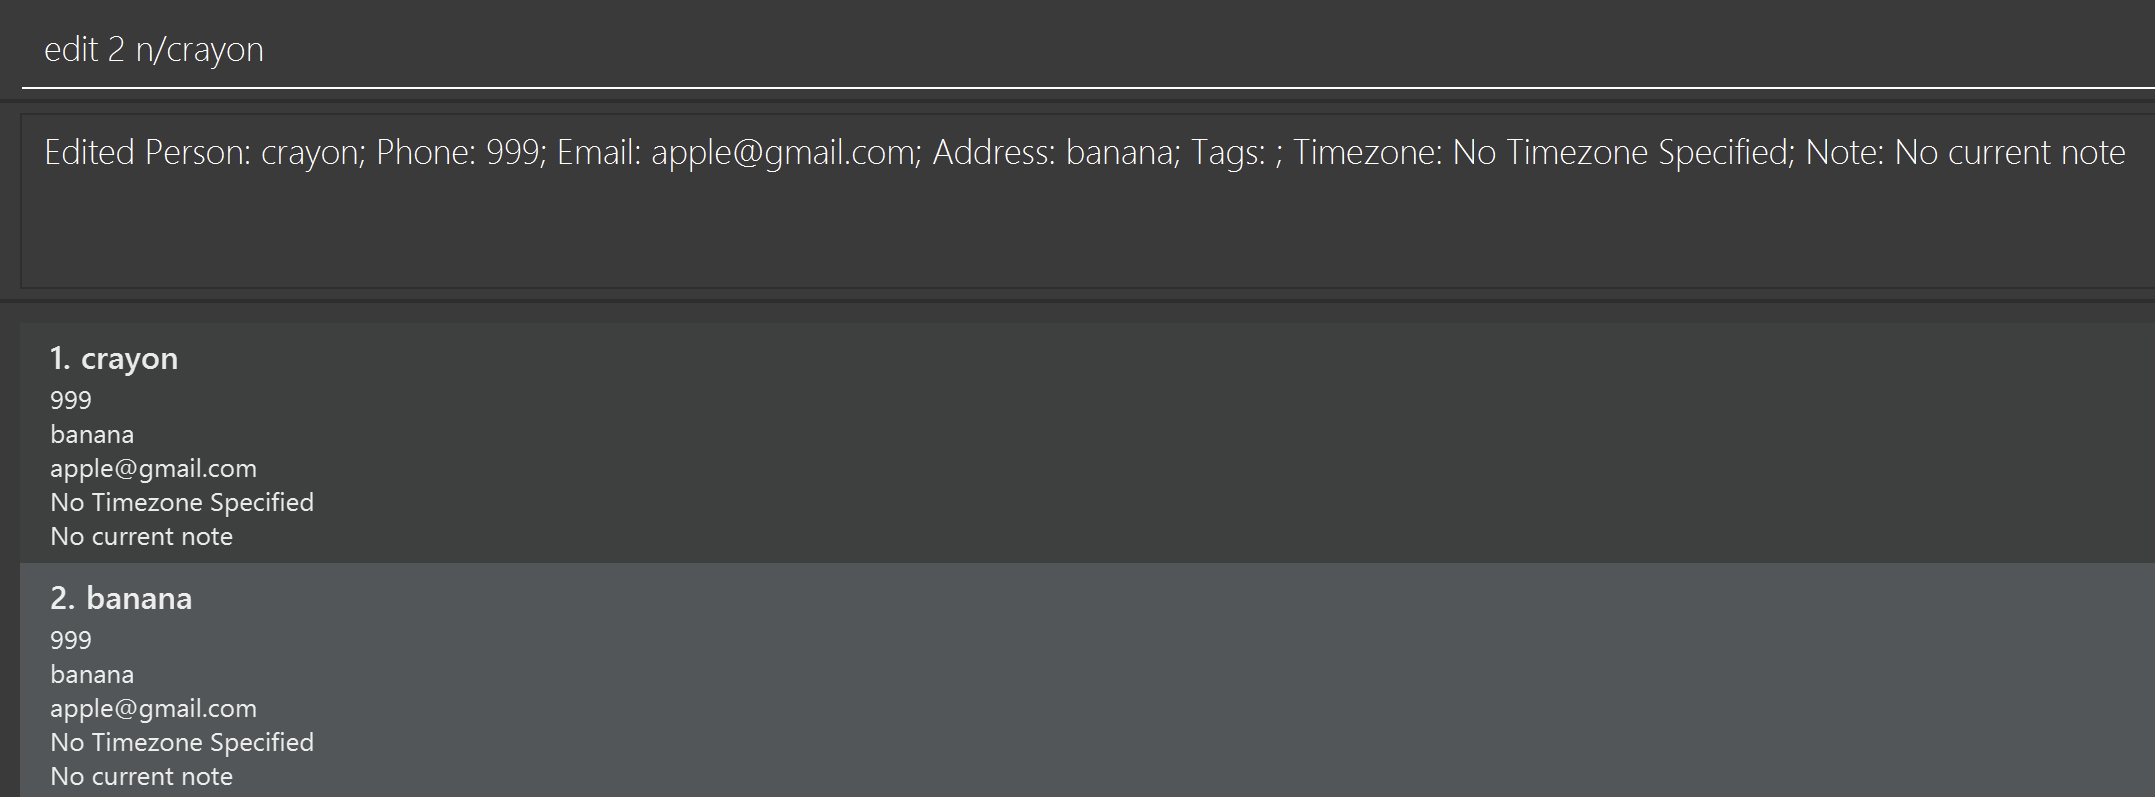 edit 2 n/crayon
Edited Person: crayon; Phone: 999; Email: apple@gmail.com; Address: banana; Tags: ; Timezone: No Timezone Specified; Note: No current note
1. crayon
999
banana
apple@gmail.com
No Timezone Specified
No current note
2. banana
999
banana
apple@gmail.com
No Timezone Specified
No current note